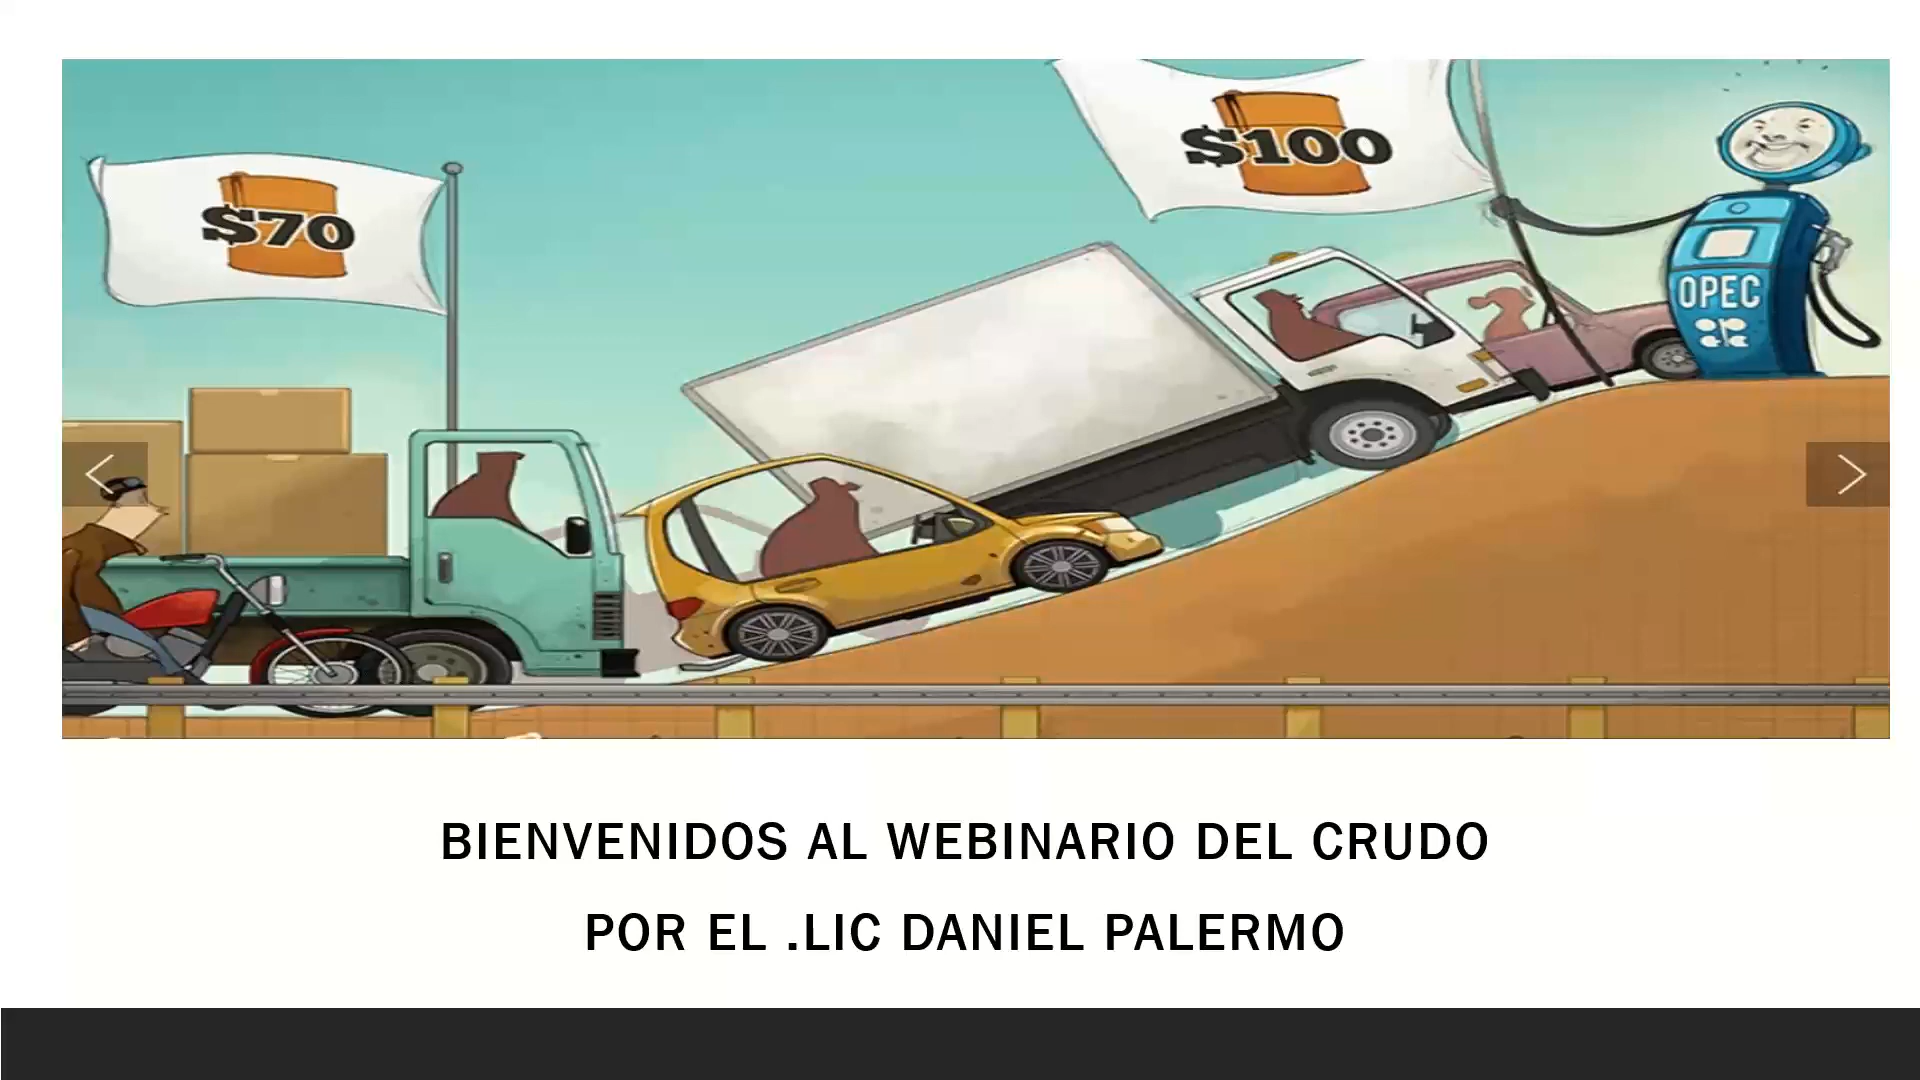 $70
$100
OPEC
BIENVENIDOS AL WEBINARIO DEL CRUDO
POR EL .LIC DANIEL PALERMO